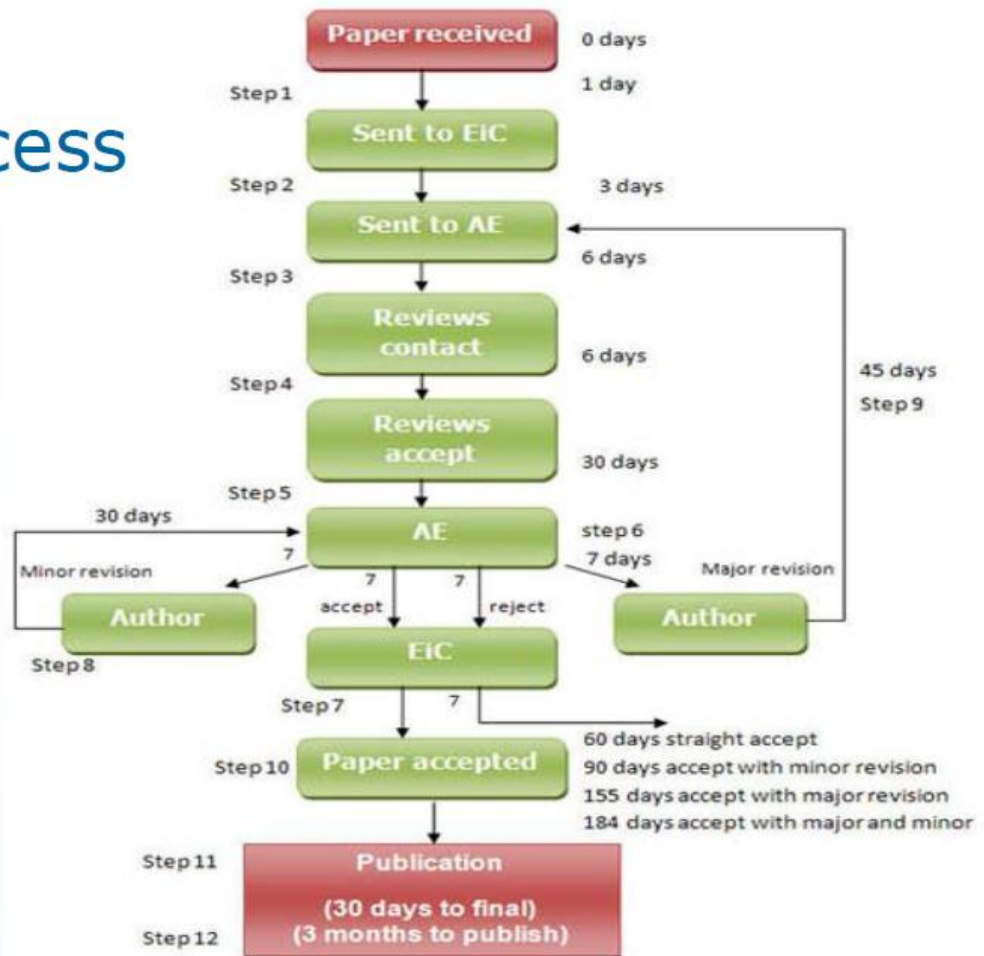 cess
Paper received
0 days
Step 1
1 day
Sent to EiC
Step 2
3 days
Sent to AE
6 days
Step 3
Reviews
contact
6 days
Step 4
45 days
Step 9
Reviews
accept
30 days
Step 5
30 days
AE
step 6
7
7 days
Minor revision
Major revision
7
7
accept
reject
Author
Author
EiC
Step 8
Step 7
7
60 days straight accept
Step 10
Paper accepted
90 days accept with minor revision
155 days accept with major revision
184 days accept with major and minor
Step 11
Publication
(30 days to final)
Step 12
(3 months to publish)